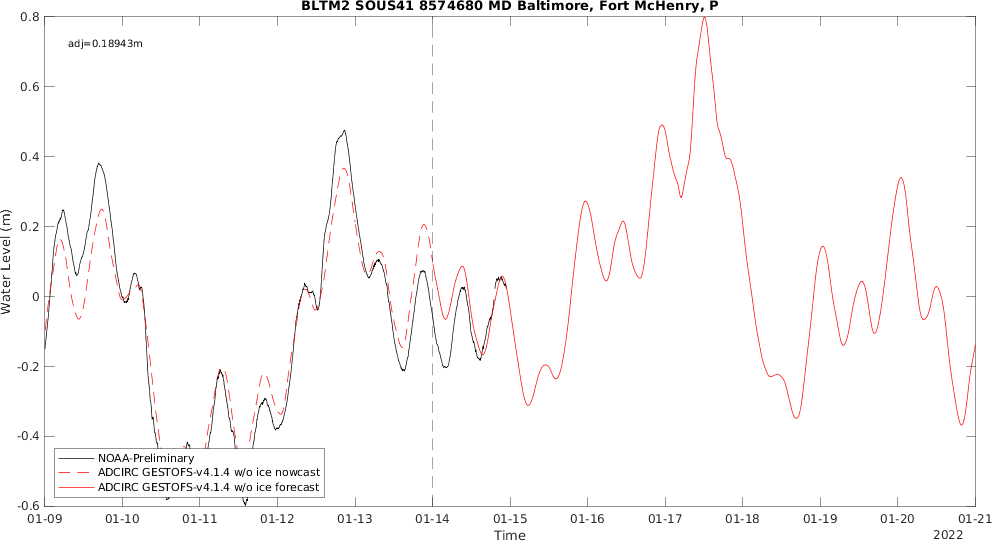 BLTM2 SOUS41 8574680 MD Baltimore, Fort McHenry, P
adj=0.18943m
Water Level (m)
0.8
0.6
0.4
0.2
0
-0.2
-0.4
-0.6
NOAA-Preliminary
ADCIRC GESTOFS-v4.1.4 w/o ice nowcast
ADCIRC GESTOFS-v4.1.4 w/o ice forecast
01-09 01-10 01-11 01-12 01-13 01-14 01-15 01-16 01-17 01-18 01-19 01-20 01-21
Time
2022